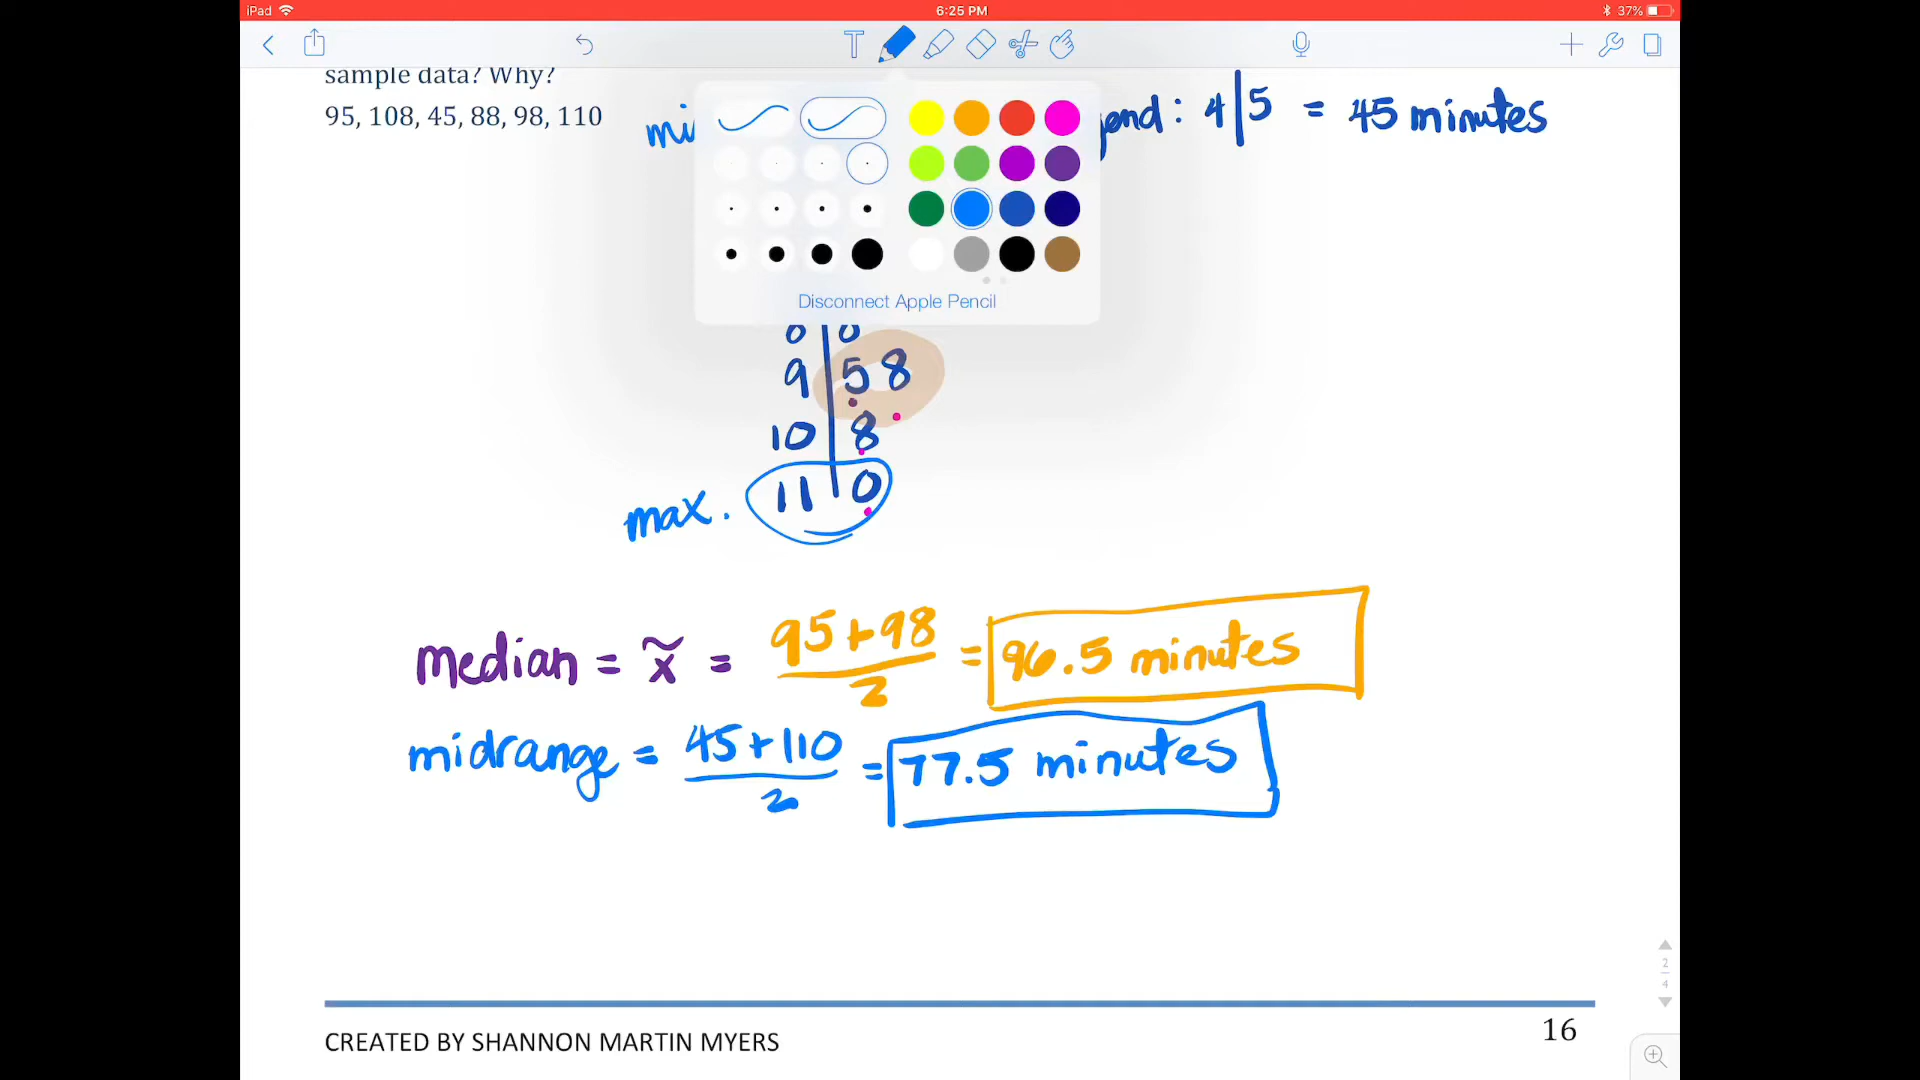 iPad 6:25 PM 37%
T
sample data? Why?
95, 108, 45, 88, 98, 110
4|5 = 45 minutes
Disconnect Apple Pencil
9 | 5 8
10 | 8
max. 11 | 0
median = x̃ = 95+98 / 2 = 96.5 minutes
midrange = 45+110 / 2 = 77.5 minutes
2
4
CREATED BY SHANNON MARTIN MYERS
16